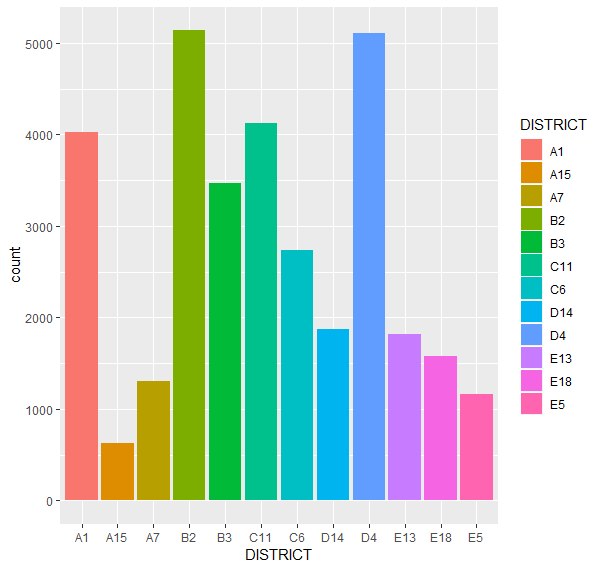 5000
4000
3000
2000
1000
0
count
A1 A15 A7 B2 B3 C11 C6 D14 D4 E13 E18 E5
DISTRICT
DISTRICT
A1
A15
A7
B2
B3
C11
C6
D14
D4
E13
E18
E5